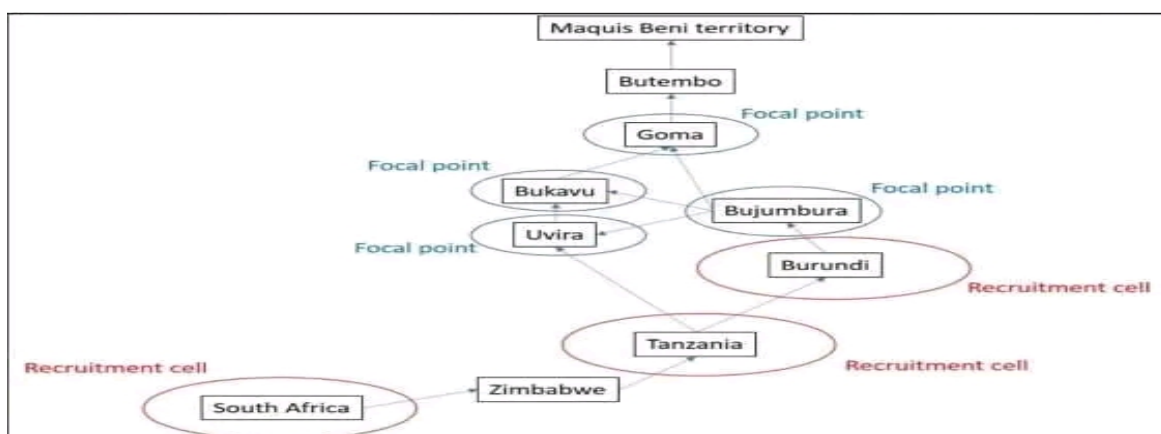 Maquis Beni territory
Butembo
Focal point
Goma
Focal point
Bukavu
Focal point
Bujumbura
Uvira
Focal point
Burundi
Recruitment cell
Tanzania
Recruitment cell
Recruitment cell
Zimbabwe
South Africa